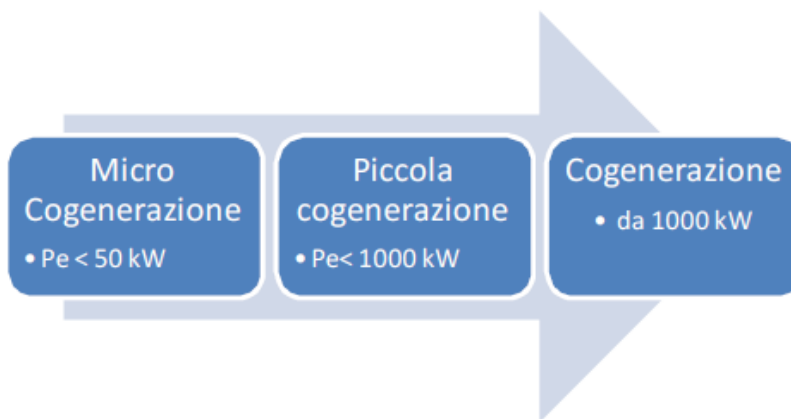 Micro
Cogenerazione
• Pe < 50 kW
Piccola
cogenerazione
• Pe< 1000 kW
Cogenerazione
• da 1000 kW